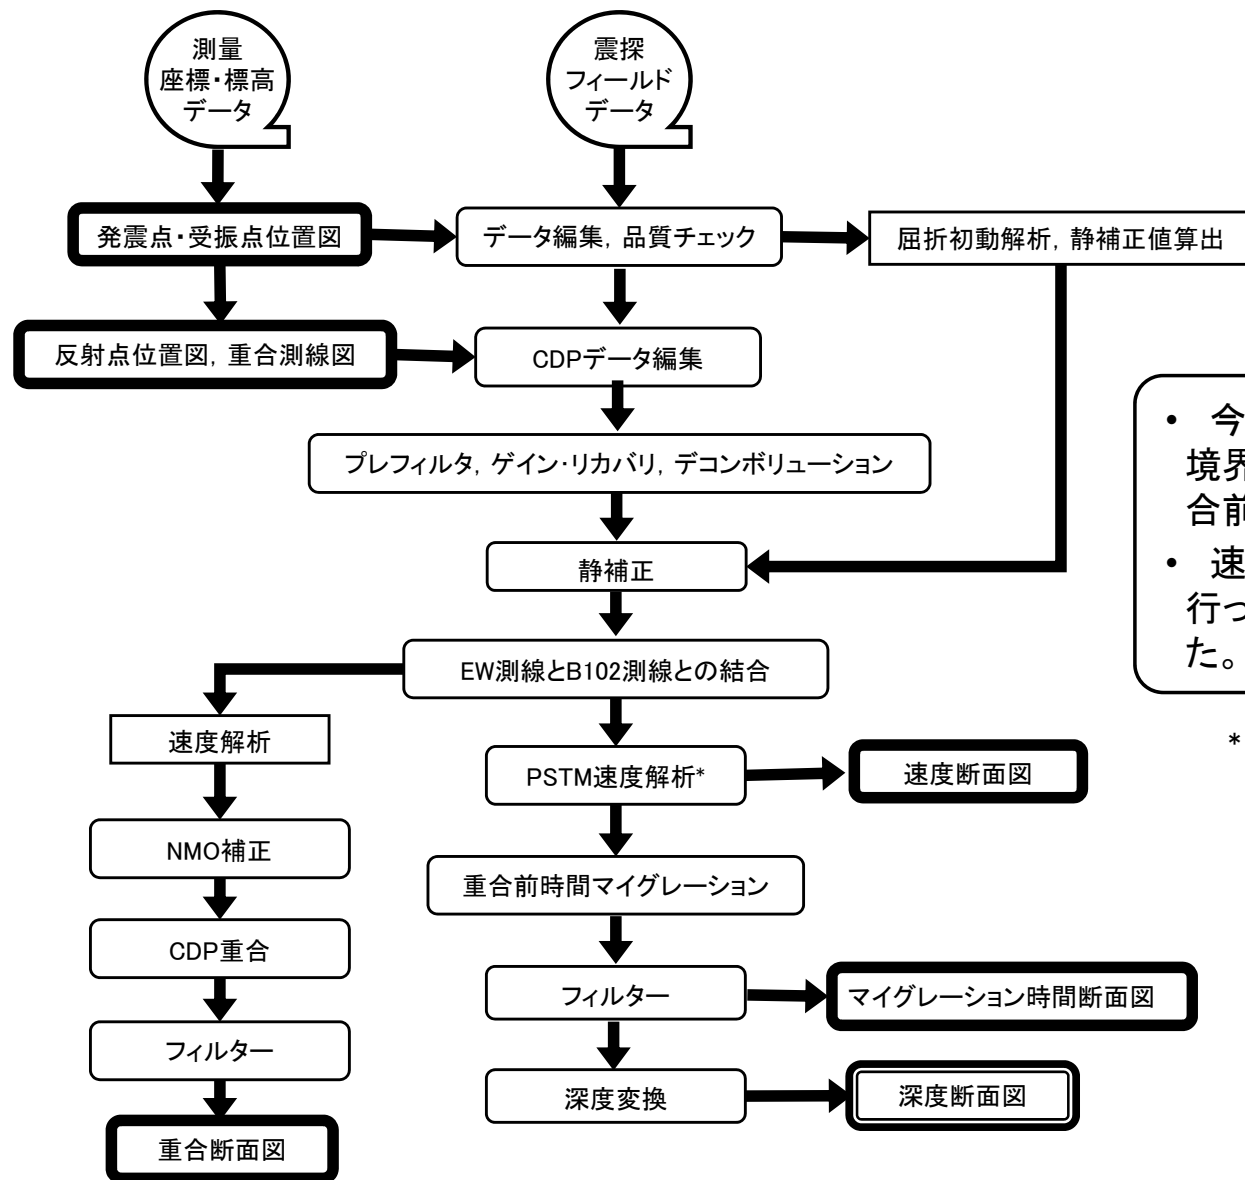 測量
座標・標高
データ
震探
フィールド
データ
発震点・受振点位置図
データ編集, 品質チェック
屈折初動解析, 静補正値算出
反射点位置図, 重合測線図
CDPデータ編集
プレフィルタ, ゲイン・リカバリ, デコンボリューション
静補正
EW測線とB102測線との結合
速度解析
PSTM速度解析*
速度断面図
NMO補正
重合前時間マイグレーション
CDP重合
フィルター
マイグレーション時間断面図
フィルター
深度変換
深度断面図
重合断面図
• 今
境界
合前
• 速
行っ
た。
*